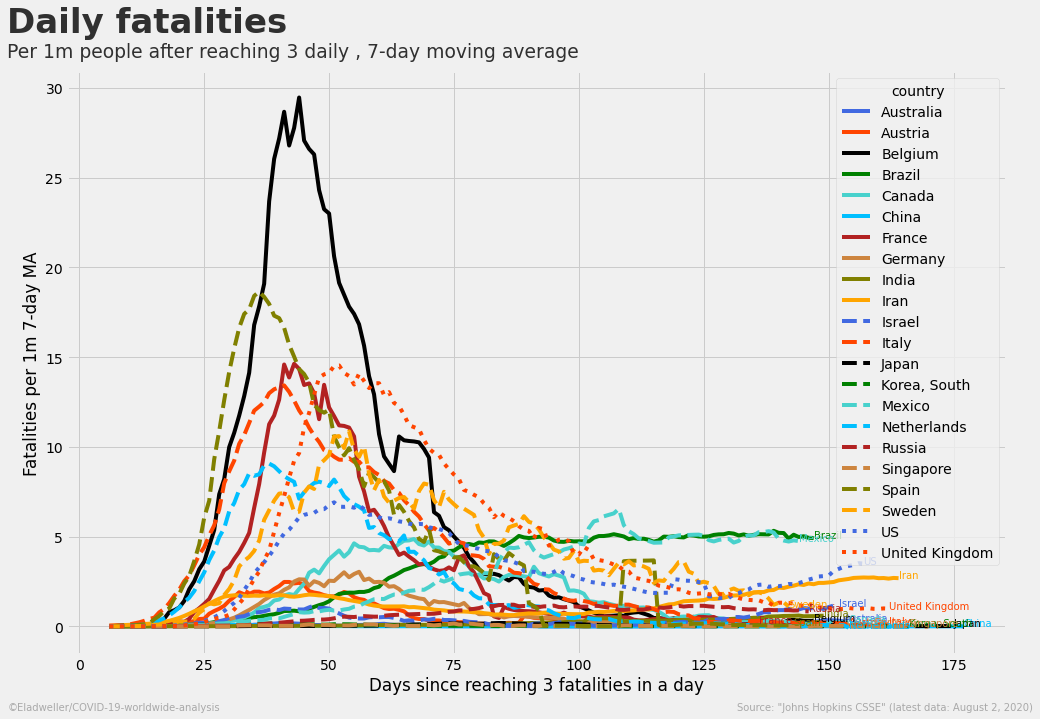 Daily fatalities
Per 1m people after reaching 3 daily , 7-day moving average
Fatalities per 1m 7-day MA
30
25
20
15
10
5
0
country
Australia
Austria
Belgium
Brazil
Canada
China
France
Germany
India
Iran
Israel
Italy
Japan
Korea, South
Mexico
Netherlands
Russia
Singapore
Spain
Sweden
US
United Kingdom
Mexico
US
Iran
Israel
United Kingdom
Belgium
Japan
0 25 50 75 100 125 150 175
Days since reaching 3 fatalities in a day
©Eladweller/COVID-19-worldwide-analysis
Source: "Johns Hopkins CSSE" (latest data: August 2, 2020)